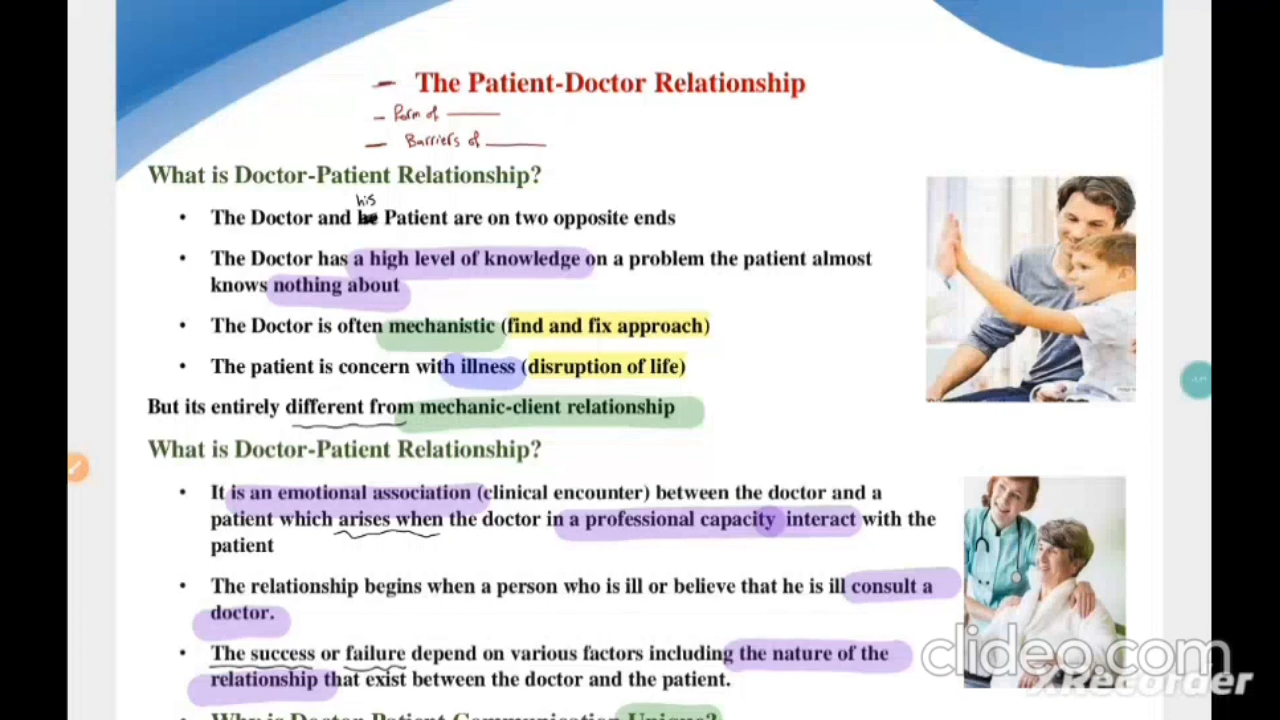 The Patient-Doctor Relationship
- Form of
- Barriers of
What is Doctor-Patient Relationship?
his
• The Doctor and he Patient are on two opposite ends
• The Doctor has a high level of knowledge on a problem the patient almost
knows nothing about
• The Doctor is often mechanistic (find and fix approach)
• The patient is concern with illness (disruption of life)
But its entirely different from mechanic-client relationship
What is Doctor-Patient Relationship?
• It is an emotional association (clinical encounter) between the doctor and a
patient which arises when the doctor in a professional capacity interact with the
patient
• The relationship begins when a person who is ill or believe that he is ill consult a
doctor.
• The success or failure depend on various factors including the nature of the
relationship that exist between the doctor and the patient.
clideo.com
XRecorder
• Why is Doctor Patient Communication Unique?